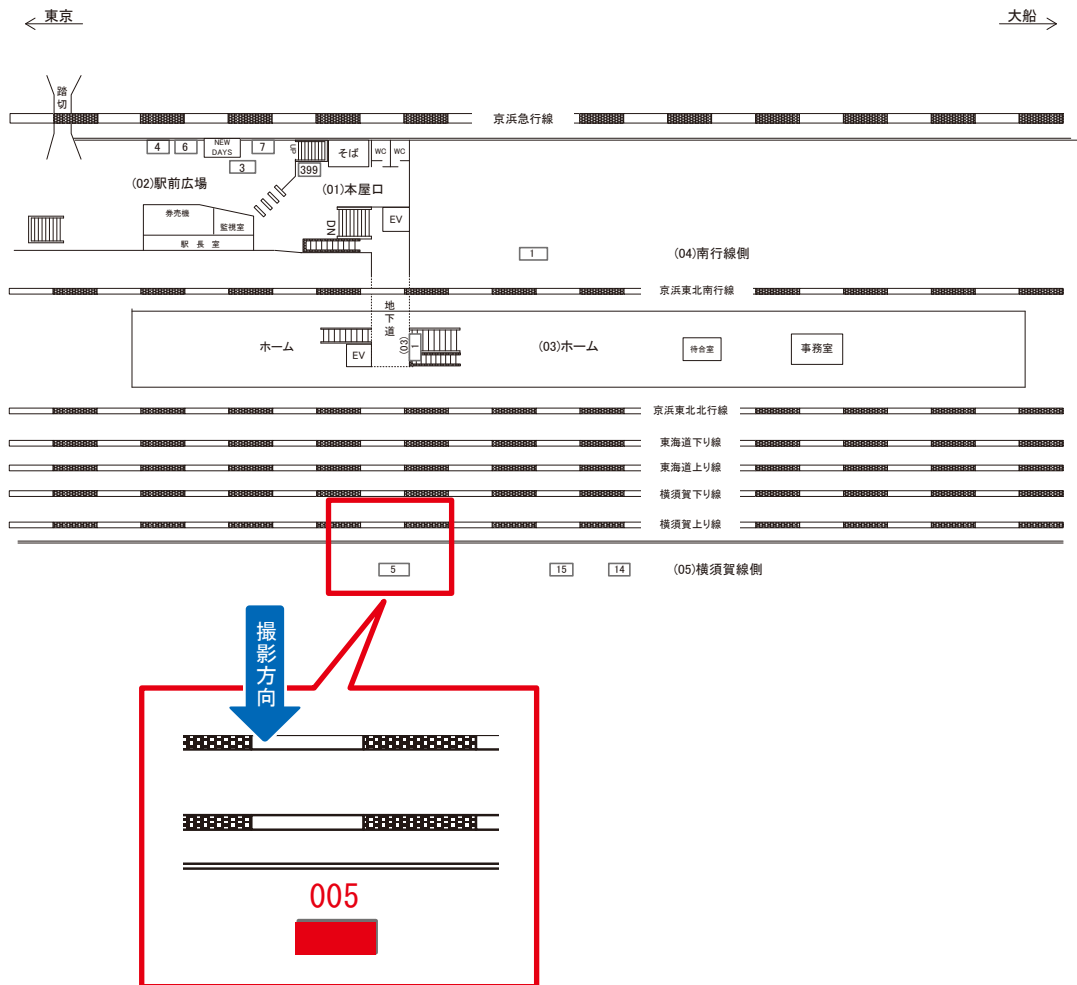 東京
大船
踏切
京浜急行線
4
6
NEW DAYS
7
UP
そば
WC
WC
3
399
(02)駅前広場
(01)本屋口
券売機
監視室
EV
DN
駅長室
1
(04)南行線側
京浜東北南行線
地下道
ホーム
EV
(03)
1
(03)ホーム
待合室
事務室
京浜東北北行線
東海道下り線
東海道上り線
横須賀下り線
横須賀上り線
5
15
14
(05)横須賀線側
撮影方向
005